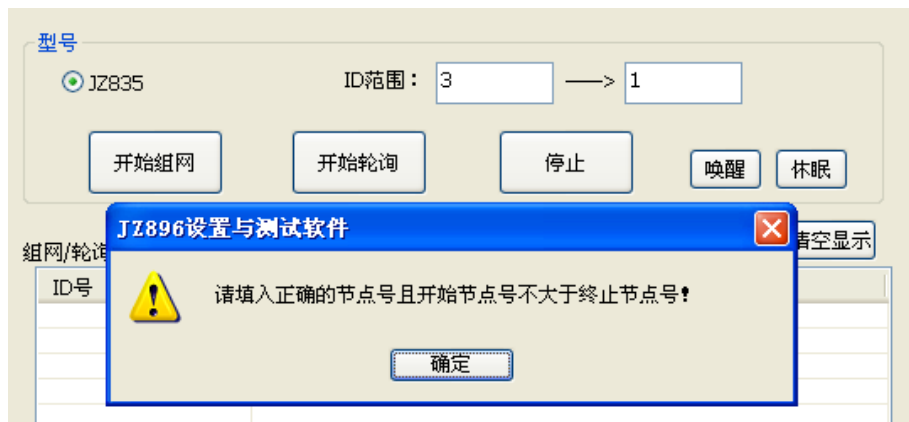 型号
JZ835
ID范围： 3 ——> 1
开始组网 开始轮询 停止 唤醒 休眠
JZ896设置与测试软件
组网/轮询
清空显示
ID号
请填入正确的节点号且开始节点号不大于终止节点号!
确定